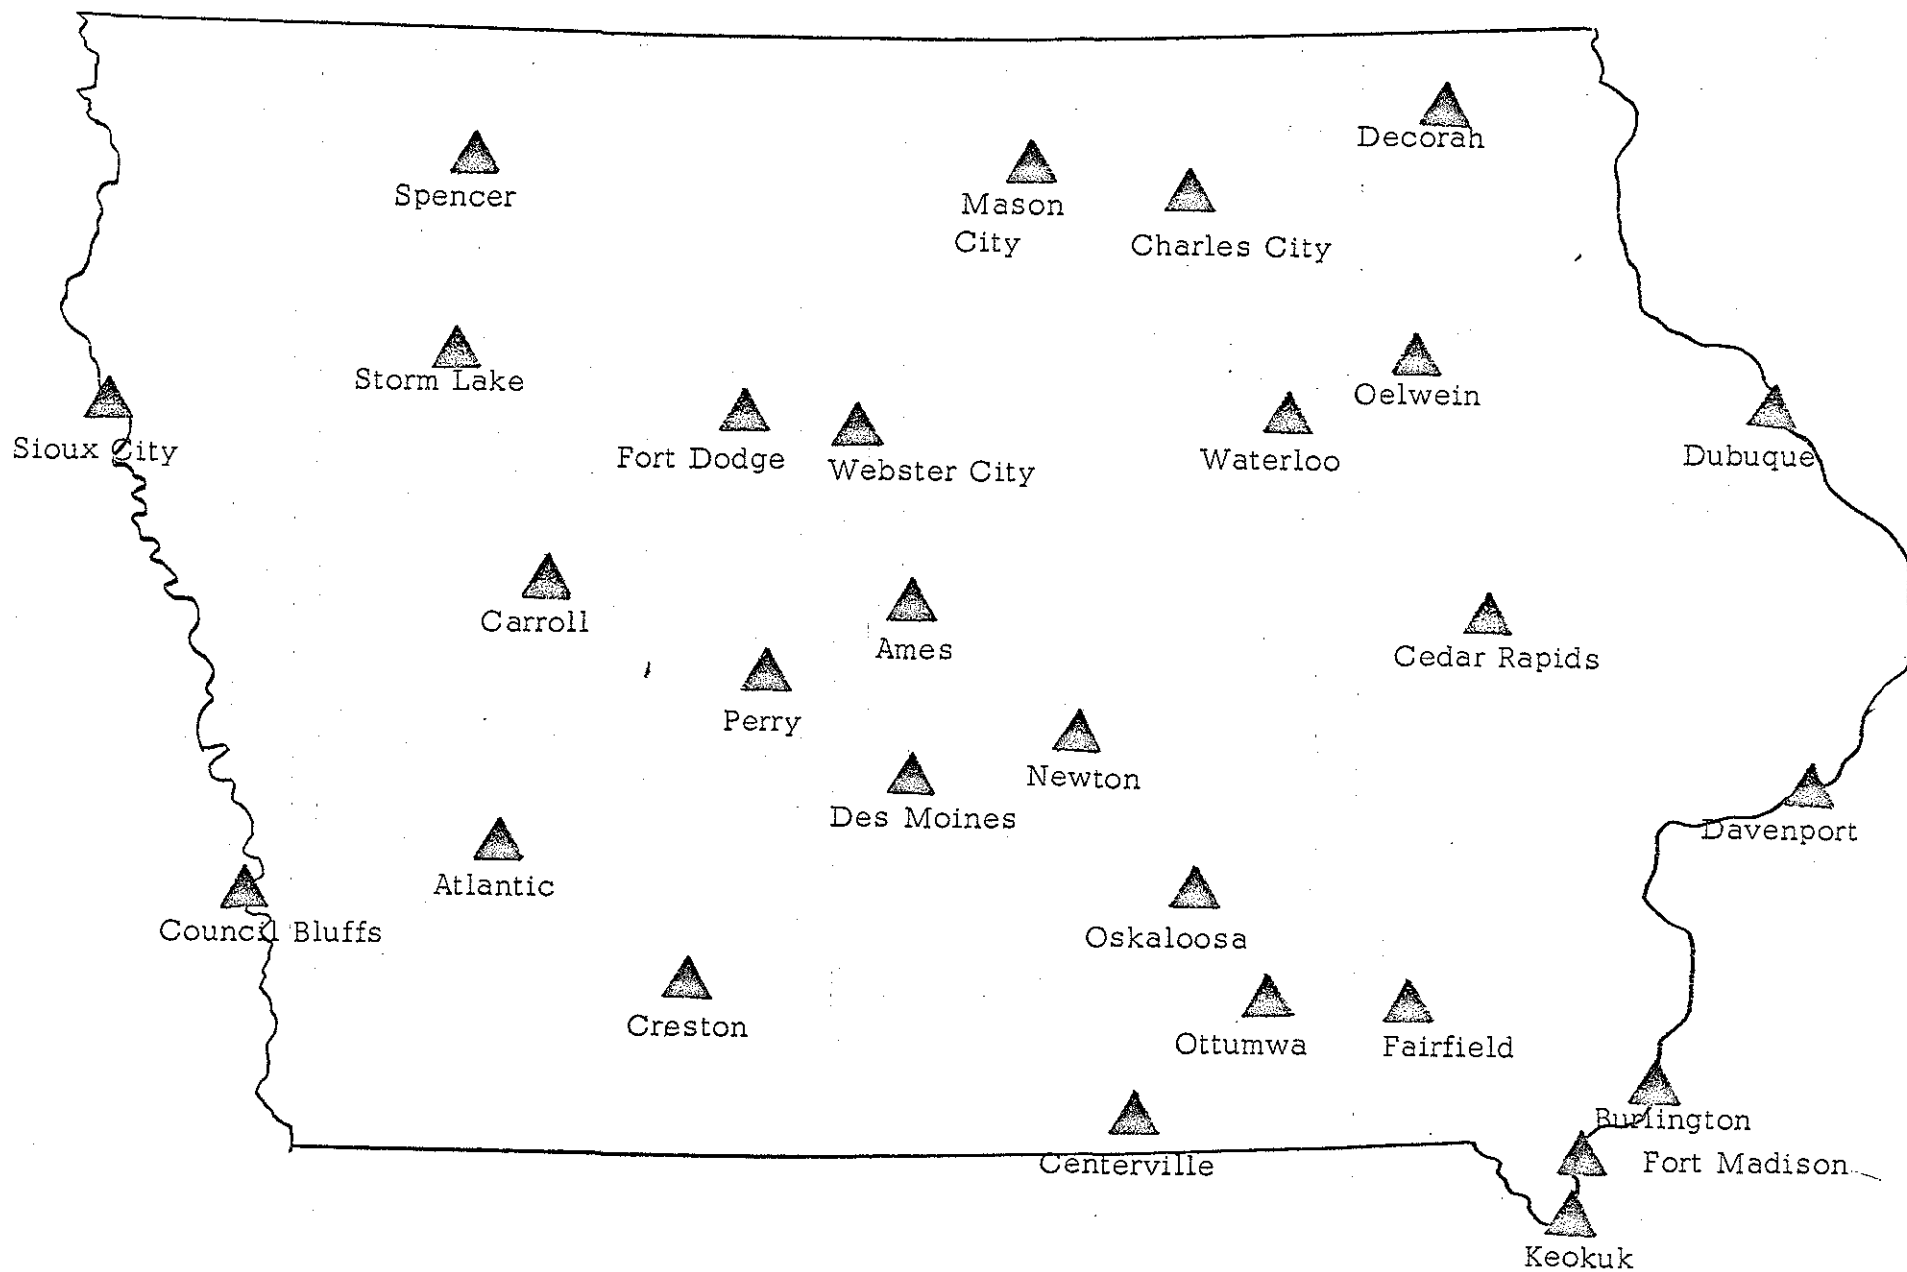 Decorah
Spencer
Mason
City
Charles City
Storm Lake
Oelwein
Sioux City
Fort Dodge
Webster City
Waterloo
Dubuque
Carroll
Ames
Cedar Rapids
Perry
Newton
Des Moines
Davenport
Atlantic
Council Bluffs
Oskaloosa
Creston
Ottumwa
Fairfield
Burlington
Centerville
Fort Madison
Keokuk